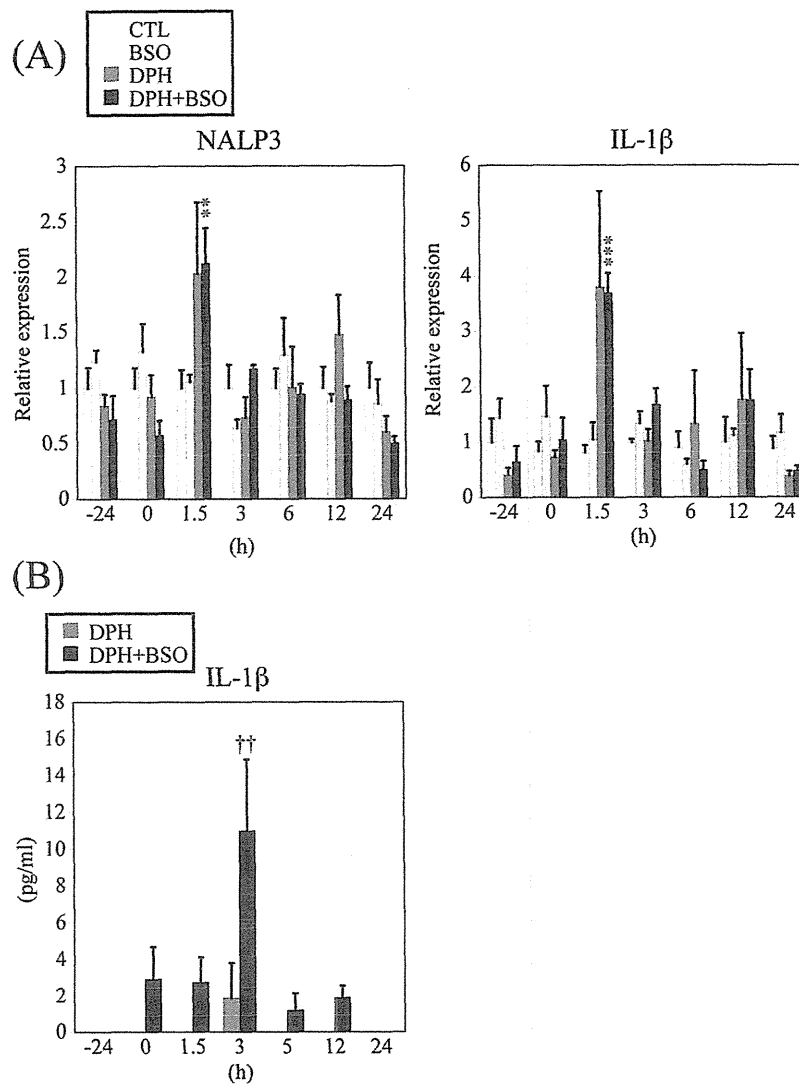 (A)
CTL
BSO
DPH
DPH+BSO
NALP3
3
2.5
2
1.5
1
0.5
0
Relative expression
**
-24 0 1.5 3 6 12 24
(h)
IL-1β
6
5
4
3
2
1
0
Relative expression
***
-24 0 1.5 3 6 12 24
(h)
(B)
DPH
DPH+BSO
IL-1β
18
16
14
12
10
8
6
4
2
0
(pg/ml)
††
-24 0 1.5 3 5 12 24
(h)